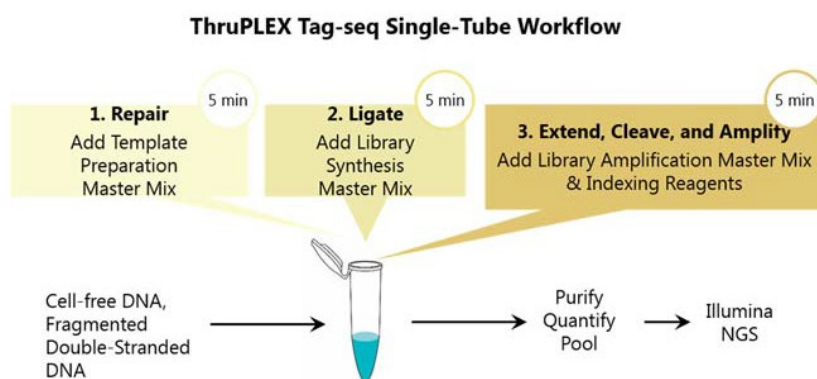 ThruPLEX Tag-seq Single-Tube Workflow
5 min
1. Repair
Add Template
Preparation
Master Mix
5 min
2. Ligate
Add Library
Synthesis
Master Mix
5 min
3. Extend, Cleave, and Amplify
Add Library Amplification Master Mix
& Indexing Reagents
Cell-free DNA,
Fragmented
Double-Stranded
DNA
Purify
Quantify
Pool
Illumina
NGS